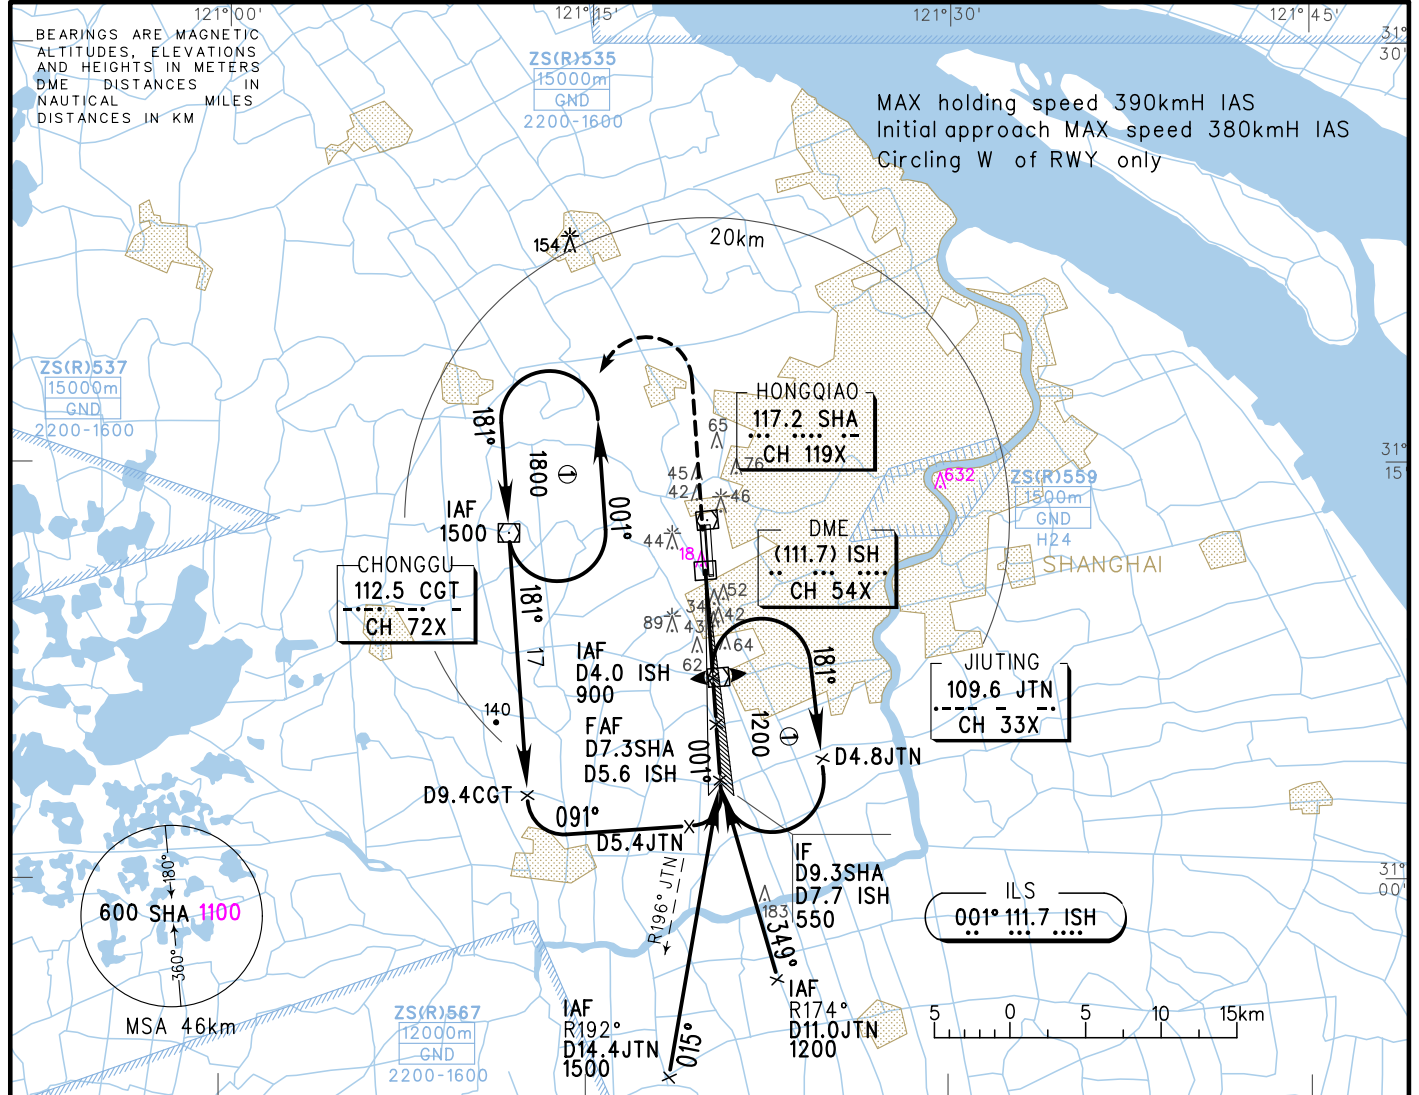 121°00'
121°15'
121°30'
121°45'
31°
30'
BEARINGS ARE MAGNETIC
ALTITUDES, ELEVATIONS
AND HEIGHTS IN METERS
DME DISTANCES IN
NAUTICAL MILES
DISTANCES IN KM
ZS(R)535
15000m
GND
2200-1600
MAX holding speed 390kmH IAS
Initial approach MAX speed 380kmH IAS
Circling W of RWY only
154
20km
ZS(R)537
15000m
GND
2200-1600
181°
1800
1
001°
IAF
1500
CHONGGU
112.5 CGT
CH 72X
181°
17
HONGQIAO
117.2 SHA
CH 119X
65
76
45
42
46
44
18
632
ZS(R)559
1500m
GND
H24
31°
15'
SHANGHAI
DME
(111.7) ISH
CH 54X
52
34
42
89
43
64
62
IAF
D4.0 ISH
900
FAF
D7.3SHA
D5.6 ISH
001°
1200
1
181°
D4.8JTN
JIUTING
109.6 JTN
CH 33X
140
D9.4CGT
091°
D5.4JTN
R196° JTN
IF
D9.3SHA
D7.7 ISH
550
183
349°
31°
00'
ILS
001° 111.7 ISH
180°
600 SHA 1100
360°
MSA 46km
ZS(R)567
12000m
GND
2200-1600
IAF
R192°
D14.4JTN
1500
015°
IAF
R174°
D11.0JTN
1200
5 0 5 10 15km